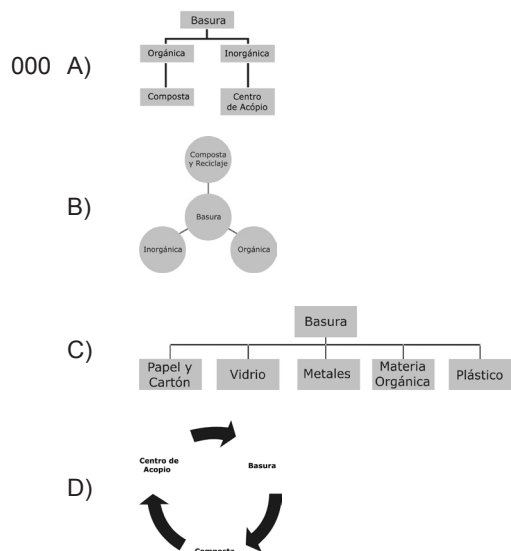 Basura
Orgánica Inorgánica
000 A)
Composta Centro
de Acópio
Composta
y Reciclaje
B)
Basura
Inorgánica Orgánica
Basura
C)
Papel y
Cartón
Vidrio
Metales
Materia
Orgánica
Plástico
Centro de
Acopio
Basura
D)
Composta